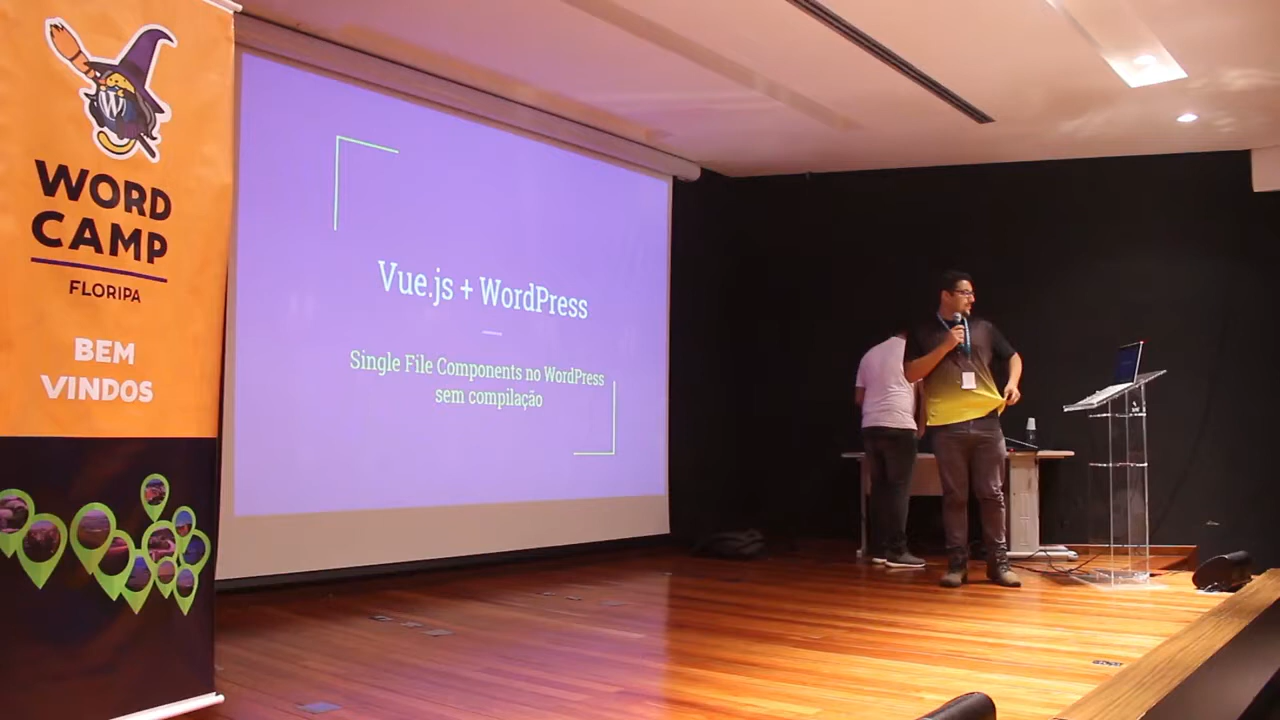 W
WORD
CAMP
FLORIPA
BEM
VINDOS
Vue.js + WordPress
Single File Components no WordPress
sem compilação